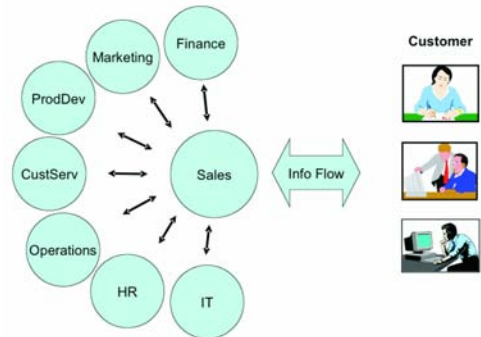 Finance
Marketing
Customer
ProdDev
CustServ
Sales
Info Flow
Operations
HR
IT